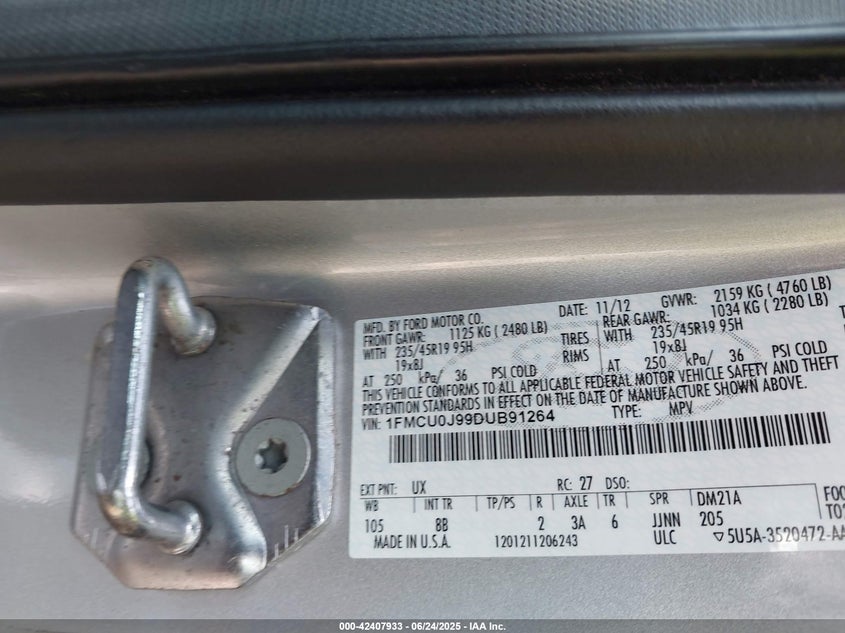 MFD. BY FORD MOTOR CO.
DATE: 11/12 GVWR: 2159 KG ( 4760 LB)
FRONT GAWR: 1125 KG ( 2480 LB) REAR GAWR: 1034 KG ( 2280 LB)
WITH 235/45R19 95H TIRES WITH 235/45R19 95H
19x8J RIMS 19x8J
AT 250 kPa/ 36 PSI COLD AT 250 kPa/ 36 PSI COLD
THIS VEHICLE CONFORMS TO ALL APPLICABLE FEDERAL MOTOR VEHICLE SAFETY AND THEFT
PREVENTION STANDARDS IN EFFECT ON THE DATE OF MANUFACTURE SHOWN ABOVE.
VIN: 1FMCU0J99DUB91264 TYPE: MPV
EXT PNT: UX RC: 27 DSO:
WB INT TR TP/PS R AXLE TR SPR DM21A
105 8B 2 3A 6 JJNN 205
MADE IN U.S.A. 1201211206243 ULC ▽5U5A-3520472-AA
000-42407933 - 06/24/2025 - IAA Inc.